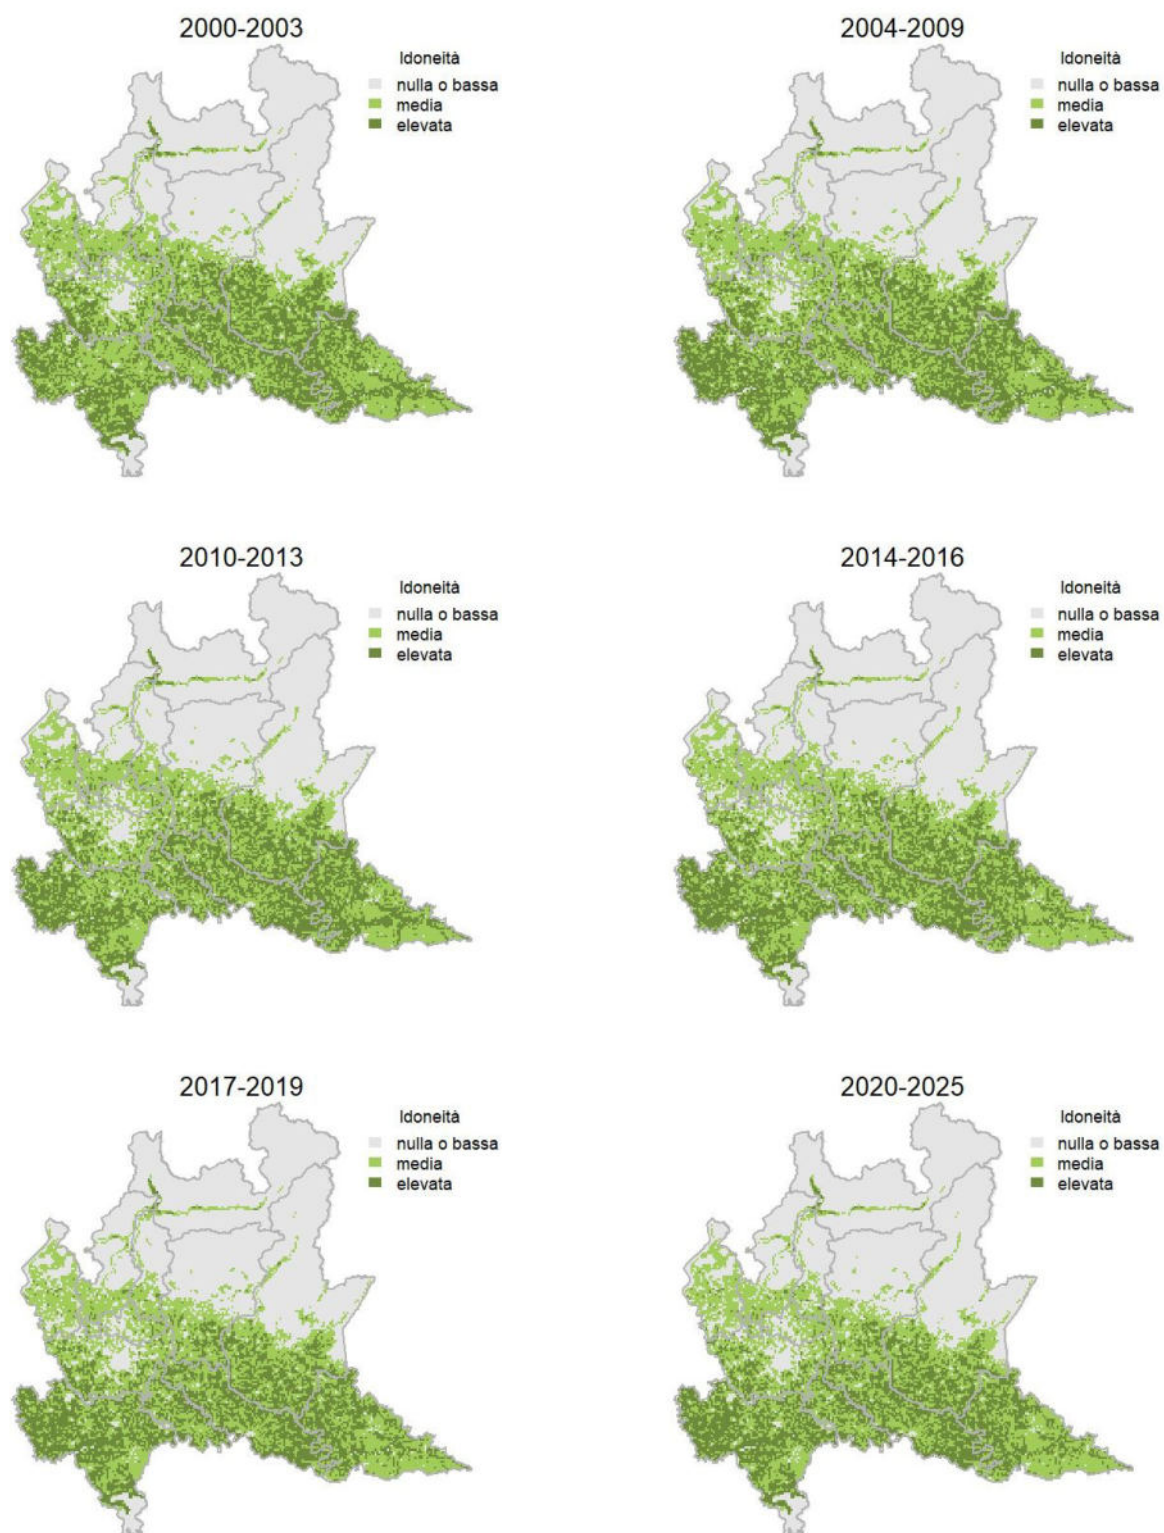 2000-2003
Idoneità
nulla o bassa
media
elevata
2004-2009
Idoneità
nulla o bassa
media
elevata
2010-2013
Idoneità
nulla o bassa
media
elevata
2014-2016
Idoneità
nulla o bassa
media
elevata
2017-2019
Idoneità
nulla o bassa
media
elevata
2020-2025
Idoneità
nulla o bassa
media
elevata